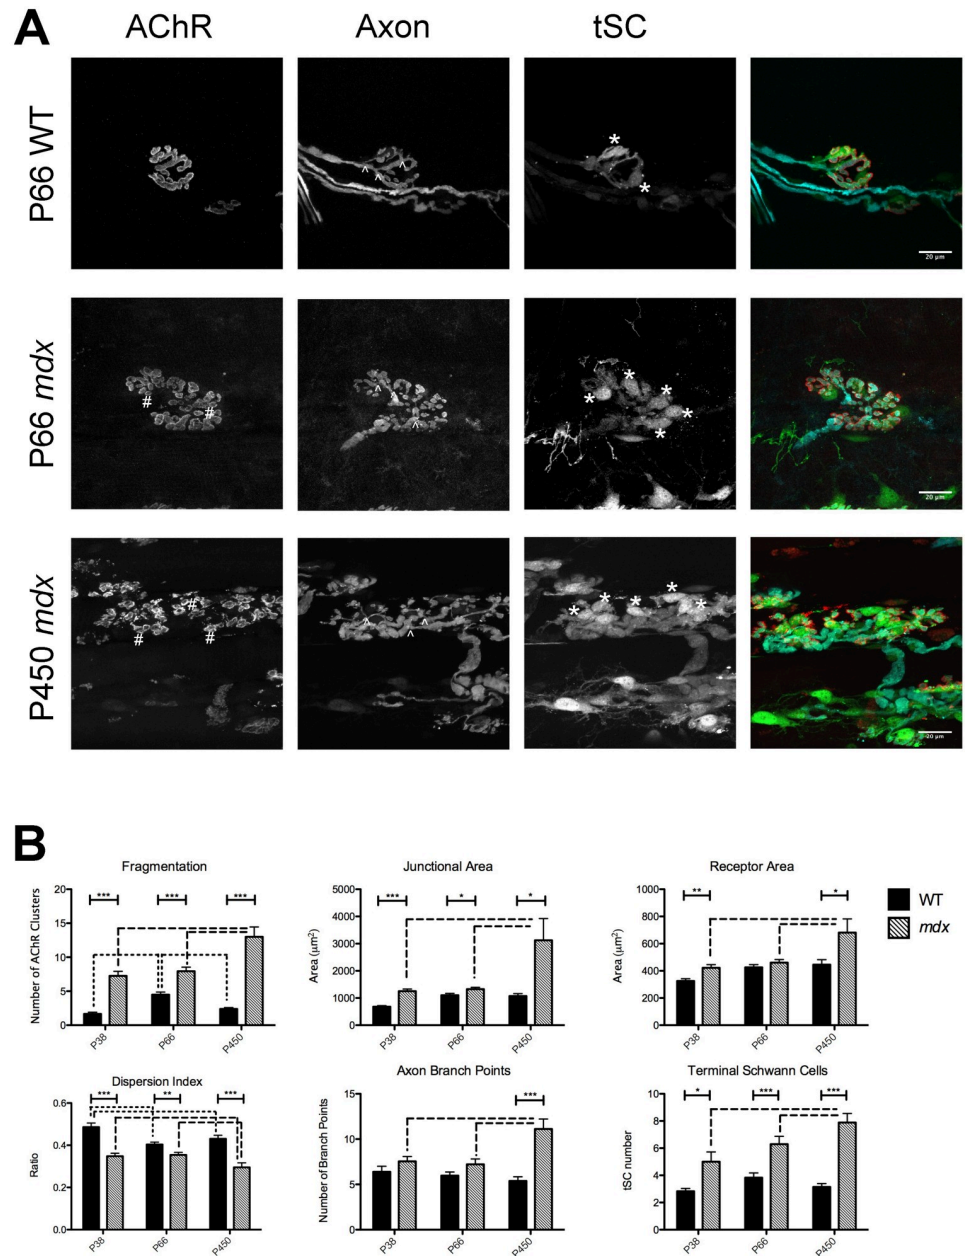 A
AChR Axon tSC
P66 WT
^ ^ ^
* *
20 µm
P66 mdx
# #
^ ^
* * * * *
20 µm
P450 mdx
# # #
^ ^ ^
* * * * *
20 µm
B
Fragmentation
Number of AChR Clusters
20
15
10
5
0
*** *** ***
P38 P66 P450
Junctional Area
Area (µm²)
5000
4000
3000
2000
1000
0
*** * *
P38 P66 P450
Receptor Area
Area (µm²)
1000
800
600
400
200
0
** *
P38 P66 P450
WT
mdx
Dispersion Index
Ratio
0.6
0.4
0.2
0.0
*** ** ***
P38 P66 P450
Axon Branch Points
Number of Branch Points
15
10
5
0
***
P38 P66 P450
Terminal Schwann Cells
tSC number
10
8
6
4
2
0
* *** ***
P38 P66 P450